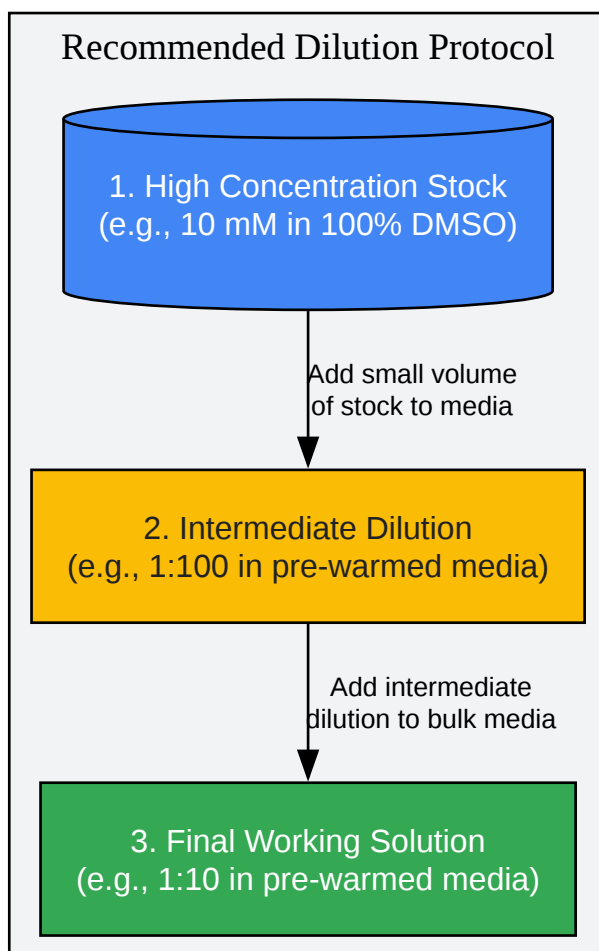 Recommended Dilution Protocol
1. High Concentration Stock
(e.g., 10 mM in 100% DMSO)
Add small volume
of stock to media
2. Intermediate Dilution
(e.g., 1:100 in pre-warmed media)
Add intermediate
dilution to bulk media
3. Final Working Solution
(e.g., 1:10 in pre-warmed media)